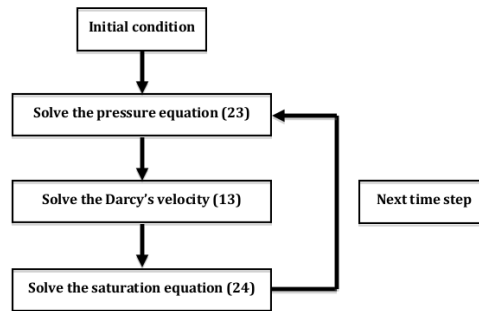 Initial condition
Solve the pressure equation (23)
Solve the Darcy's velocity (13)
Next time step
Solve the saturation equation (24)